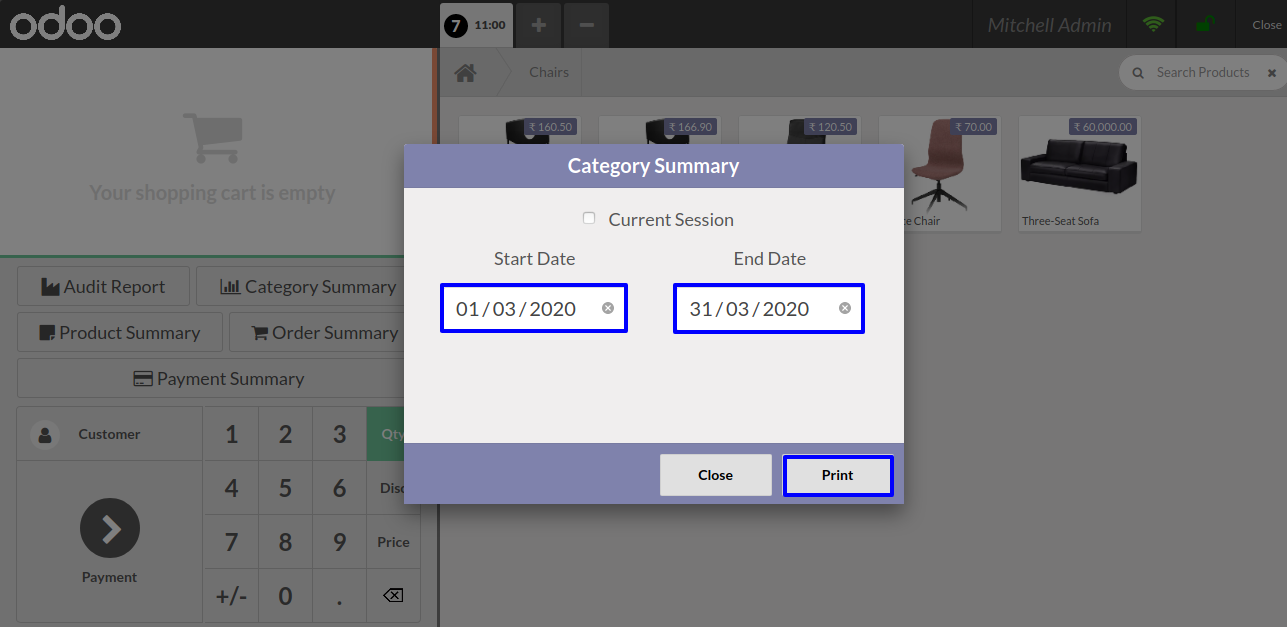 odoo
7 11:00
Mitchell Admin
Close
Chairs
Search Products
₹ 160.50
₹ 166.90
₹ 120.50
₹ 70.00
₹ 60,000.00
Three-Seat Sofa
Your shopping cart is empty
Audit Report
Category Summary
Product Summary
Order Summary
Payment Summary
Customer
1 2 3 Qty
4 5 6 Disc
7 8 9 Price
+/- 0 .
Payment
Category Summary
Current Session
Start Date
End Date
01/03/2020
31/03/2020
Close
Print